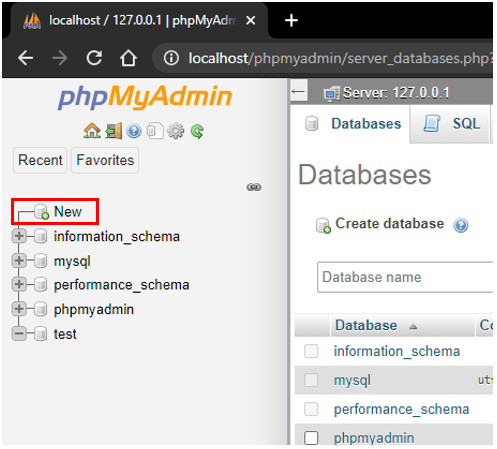 localhost / 127.0.0.1 | phpMyAdm
localhost/phpmyadmin/server_databases.php?
phpMyAdmin
Recent Favorites
New
information_schema
mysql
performance_schema
phpmyadmin
test
Server: 127.0.0.1
Databases SQL
Databases
Create database
Database name
Database Co
information_schema
mysql ut
performance_schema
phpmyadmin